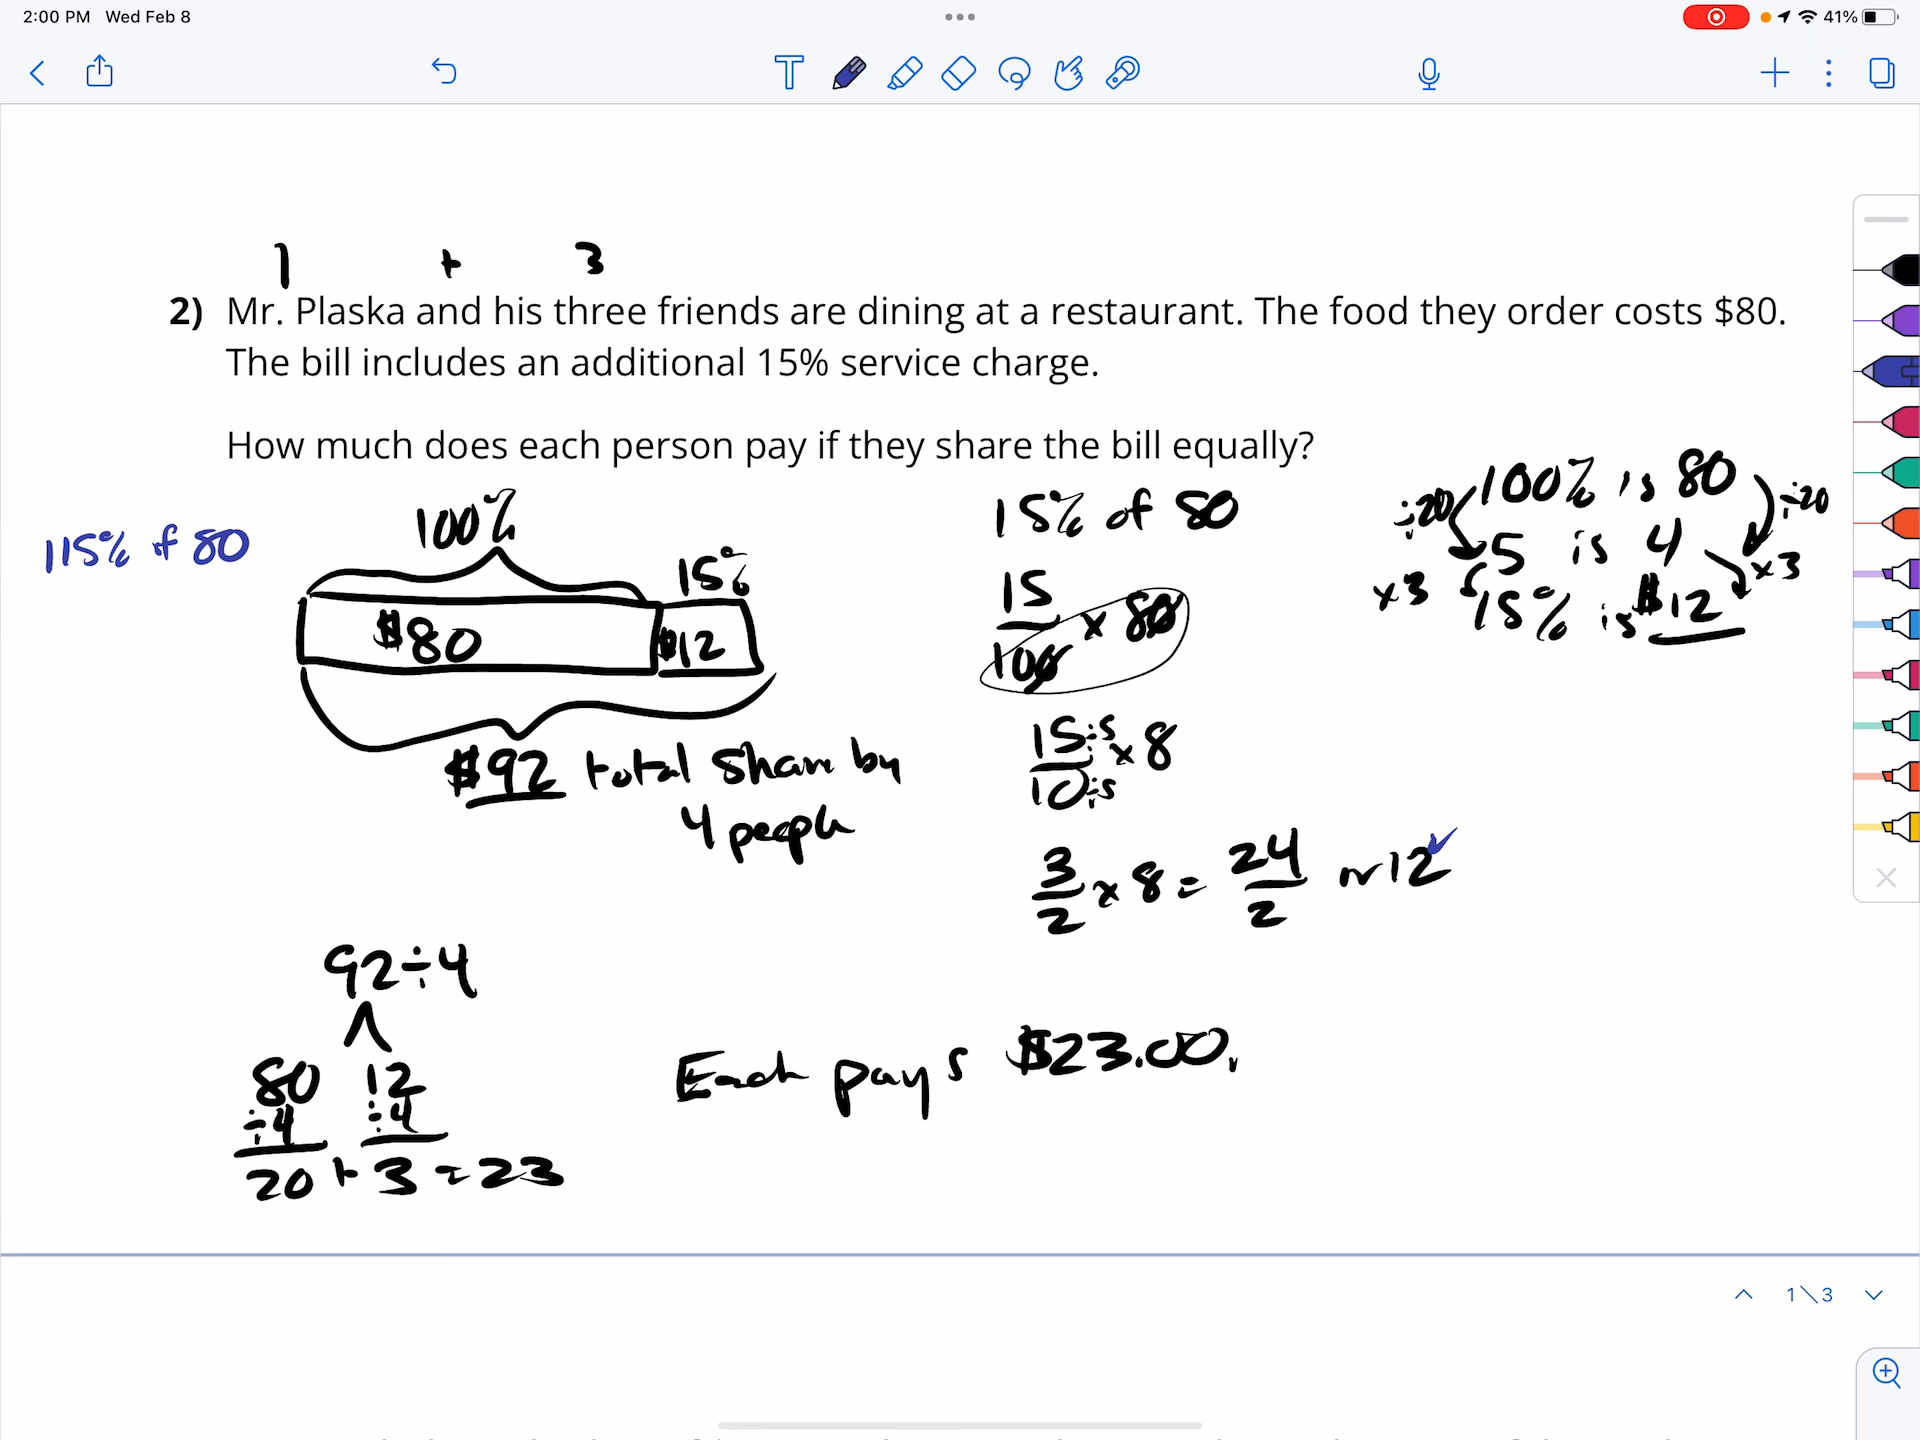 2:00 PM Wed Feb 8
41%
T
1 + 3
2) Mr. Plaska and his three friends are dining at a restaurant. The food they order costs $80.
The bill includes an additional 15% service charge.
How much does each person pay if they share the bill equally?
115% of 80
100%
15%
$80
$12
$92 total share by
4 people
15% of 80
15
100 x 80
15 ÷5
10 ÷5 x 8
3
2 x 8 = 24
2 or 12
÷20 100% is 80 ÷20
5 is 4
x3 x3
15% is $12
92÷4
80 12
÷4 ÷4
20 + 3 = 23
Each pays $23.00.
1\3